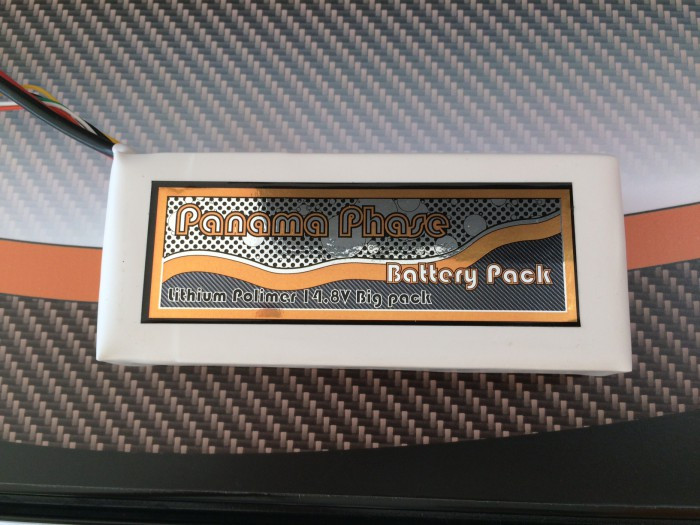 Panama Phase
Battery Pack
Lithium Polimer 14.8V Big pack